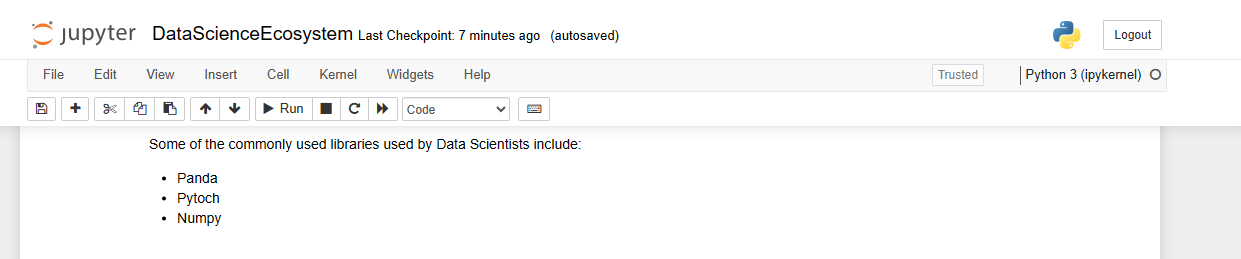 jupyter DataScienceEcosystem Last Checkpoint: 7 minutes ago (autosaved) Logout
File Edit View Insert Cell Kernel Widgets Help Trusted Python 3 (ipykernel)
Run Code
Some of the commonly used libraries used by Data Scientists include:
• Panda
• Pytoch
• Numpy